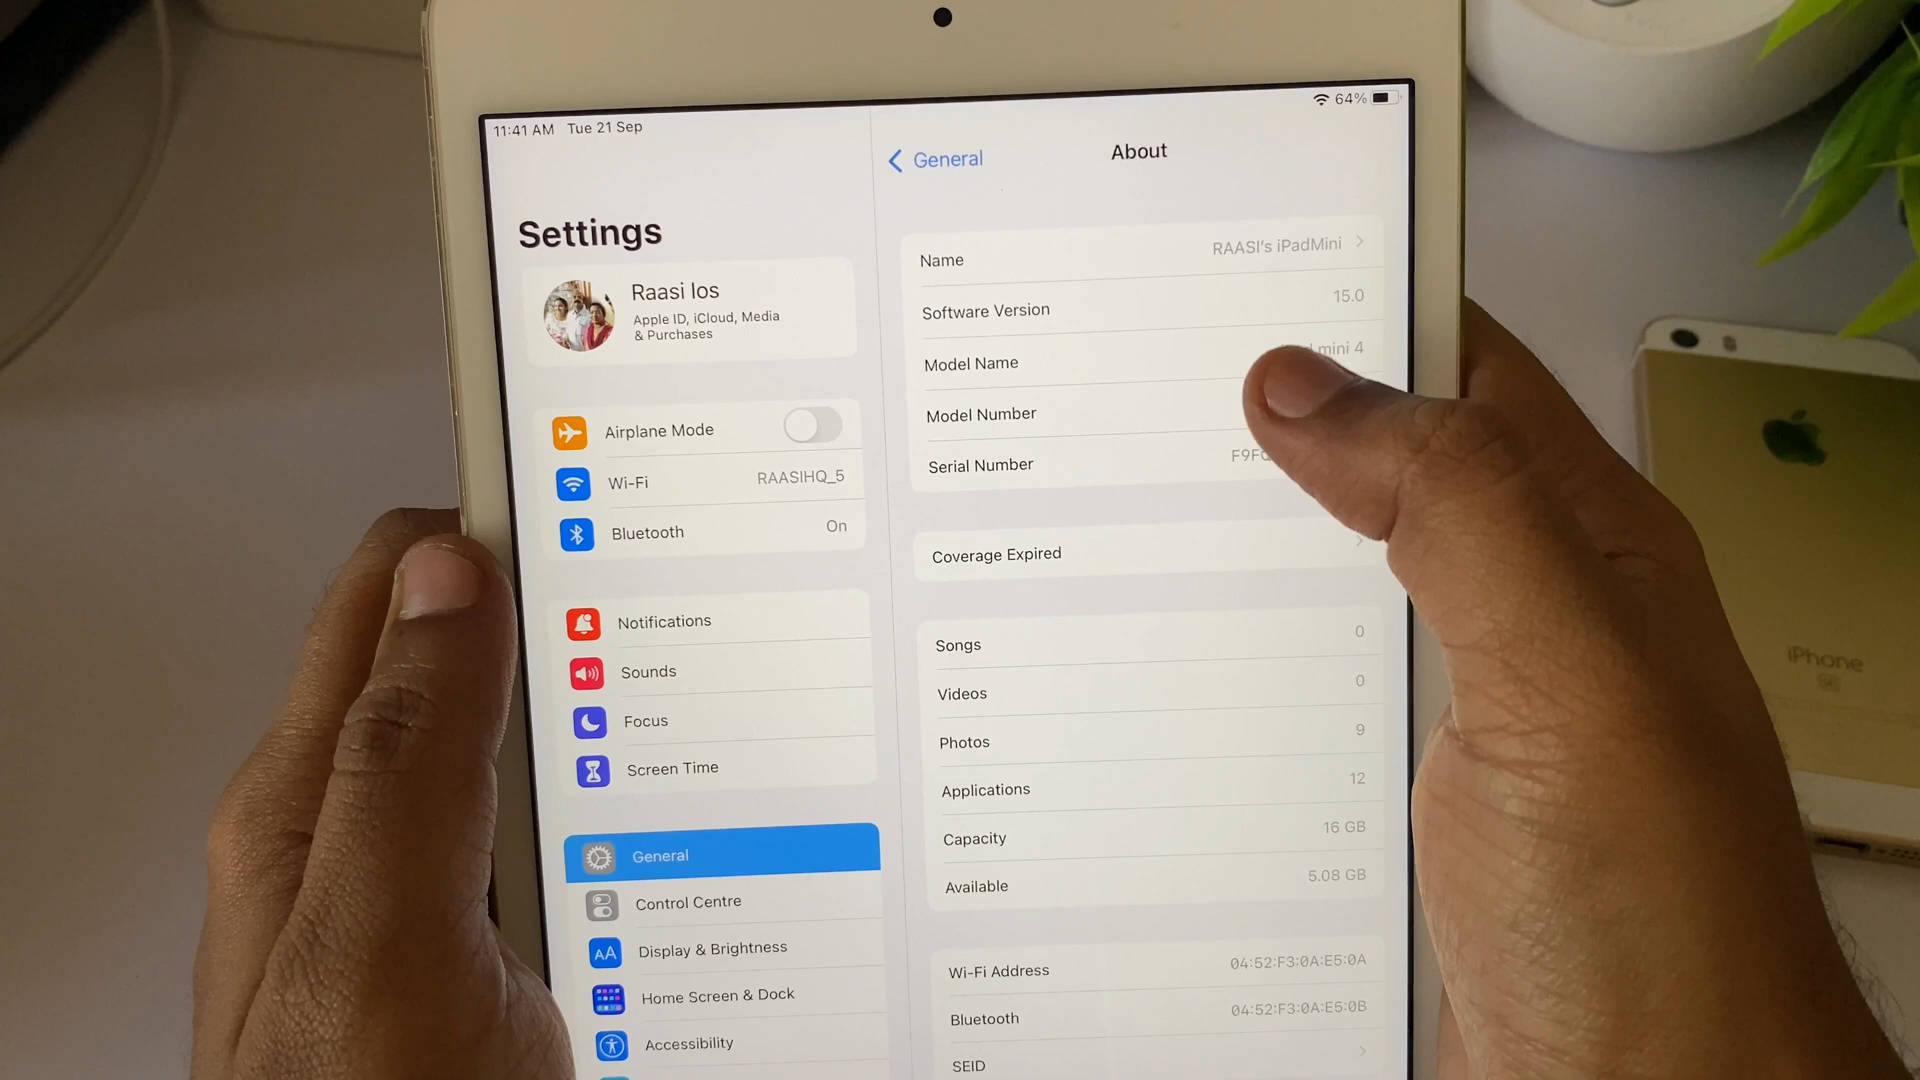 11:41 AM Tue 21 Sep
64%
Settings
Raasi Ios
Apple ID, iCloud, Media
& Purchases
Airplane Mode
Wi-Fi RAASIHQ_5
Bluetooth On
Notifications
Sounds
Focus
Screen Time
General
Control Centre
Display & Brightness
Home Screen & Dock
Accessibility
General
About
Name RAASI's iPadMini
Software Version 15.0
Model Name mini 4
Model Number
Serial Number
Coverage Expired
Songs 0
Videos 0
Photos 9
Applications 12
Capacity 16 GB
Available 5.08 GB
Wi-Fi Address 04:52:F3:0A:E5:0A
Bluetooth 04:52:F3:0A:E5:0B
SEID
iPhone
SE